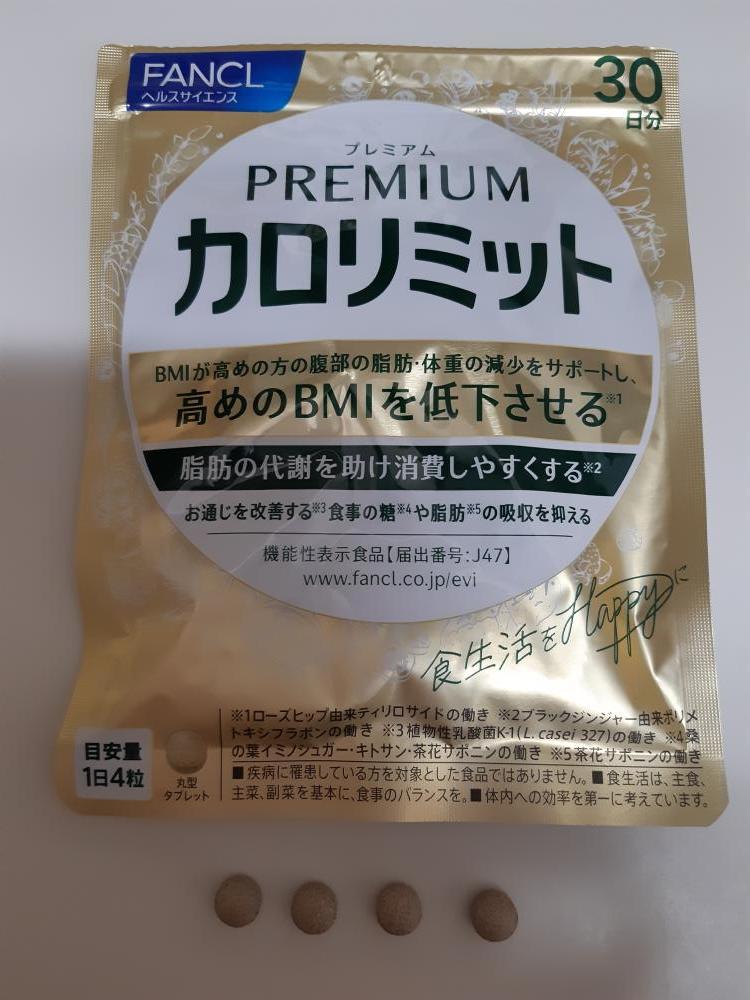 FANCL
ヘルスサイエンス
30
日分
プレミアム
PREMIUM
カロリミット
BMIが高めの方の腹部の脂肪・体重の減少をサポートし、
高めのBMIを低下させる※1
脂肪の代謝を助け消費しやすくする※2
お通じを改善する※3食事の糖※4や脂肪※5の吸収を抑える
機能性表示食品【届出番号:J47】
www.fancl.co.jp/evi
食生活をHappyに
目安量
1日4粒
丸型
タブレット
※1ローズヒップ由来ティリロサイドの働き ※2ブラックジンジャー由来ポリメ
トキシフラボンの働き ※3植物性乳酸菌K-1(L. casei 327)の働き ※4桑
の葉イミノシュガー・キトサン・茶花サポニンの働き ※5茶花サポニンの働き
■疾病に罹患している方を対象とした食品ではありません。■食生活は、主食、
主菜、副菜を基本に、食事のバランスを。■体内への効率を第一に考えています。